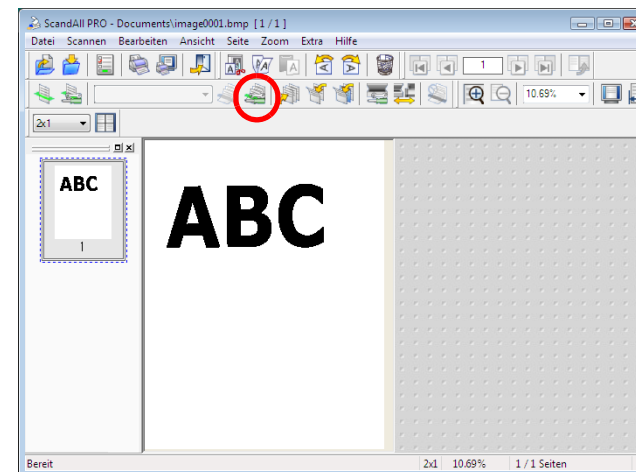 ScandAll PRO - Documents\image0001.bmp [ 1 / 1 ]
Datei Scannen Bearbeiten Ansicht Seite Zoom Extra Hilfe
1
10.69%
2x1
ABC
1
ABC
Bereit 2x1 10.69% 1 / 1 Seiten